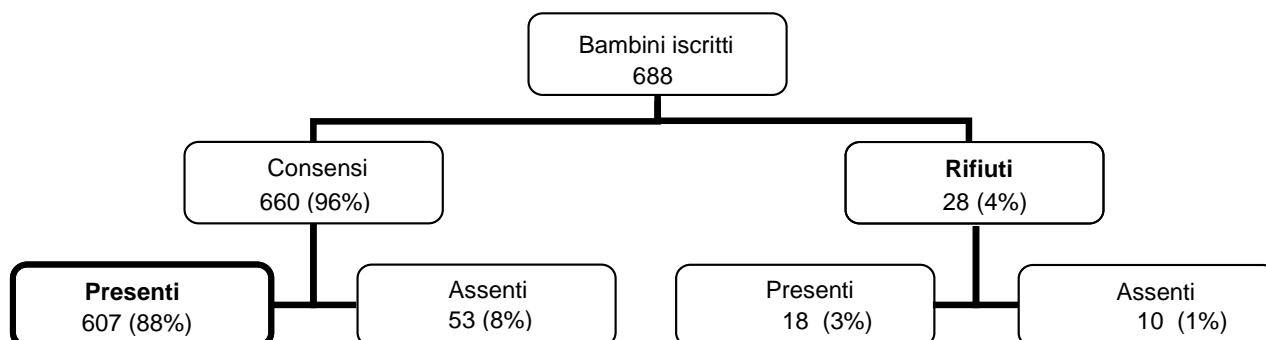 Bambini iscritti
688
Consensi
660 (96%)
Rifiuti
28 (4%)
Presenti
607 (88%)
Assenti
53 (8%)
Presenti
18 (3%)
Assenti
10 (1%)